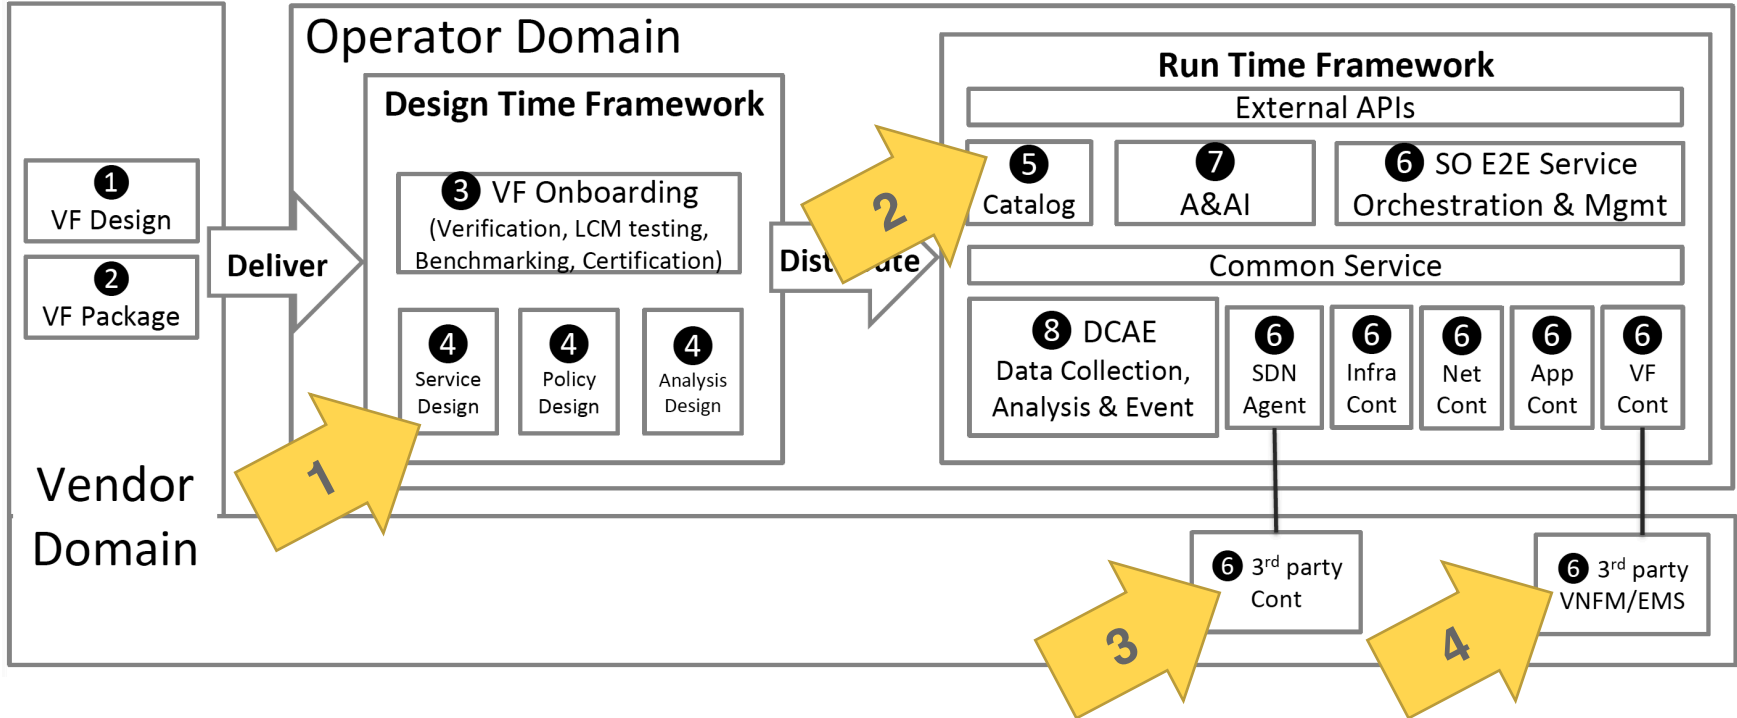 Operator Domain
Run Time Framework
Design Time Framework
External APIs
1
VF Design
2
VF Package
Deliver
3 VF Onboarding
(Verification, LCM testing,
Benchmarking, Certification)
4
Service
Design
4
Policy
Design
4
Analysis
Design
1
2
5
Catalog
7
A&AI
6 SO E2E Service
Orchestration & Mgmt
Common Service
8 DCAE
Data Collection,
Analysis & Event
6
SDN
Agent
6
Infra
Cont
6
Net
Cont
6
App
Cont
6
VF
Cont
Vendor
Domain
6 3rd party
Cont
3
6 3rd party
VNFM/EMS
4